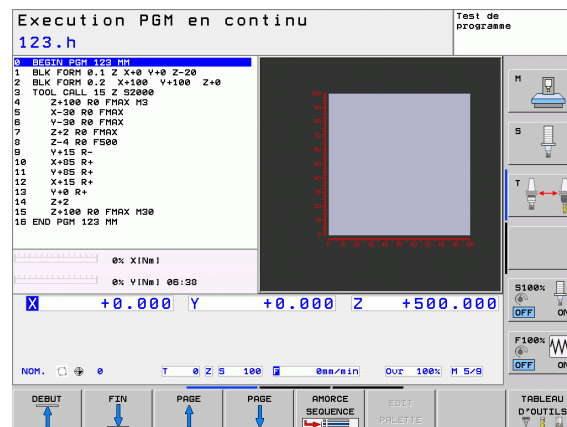 Execution PGM en continu
Test de
programme
123.h
0 BEGIN PGM 123 MM
1 BLK FORM 0.1 Z X+0 Y+0 Z-20
2 BLK FORM 0.2 X+100 Y+100 Z+0
3 TOOL CALL 15 Z S2000
4 Z+100 R0 FMAX M3
5 X-30 R0 FMAX
6 Y-30 R0 FMAX
7 Z+2 R0 FMAX
8 Z-4 R0 F500
9 Y+15 R-
10 X+85 R+
11 Y+85 R+
12 X+15 R+
13 Y+0 R+
14 Z+2
15 Z+100 R0 FMAX M30
16 END PGM 123 MM
0% X[Nm]
0% Y[Nm] 06:38
X +0.000 Y +0.000 Z +500.000
NOM. 0 T 0 Z S 100 F 0mm/min Ovr 100% M 5/9
M
S
T
S100%
OFF ON
F100%
OFF ON
DEBUT FIN PAGE PAGE AMORCE SEQUENCE EDIT PALETTE TABLEAU D'OUTILS